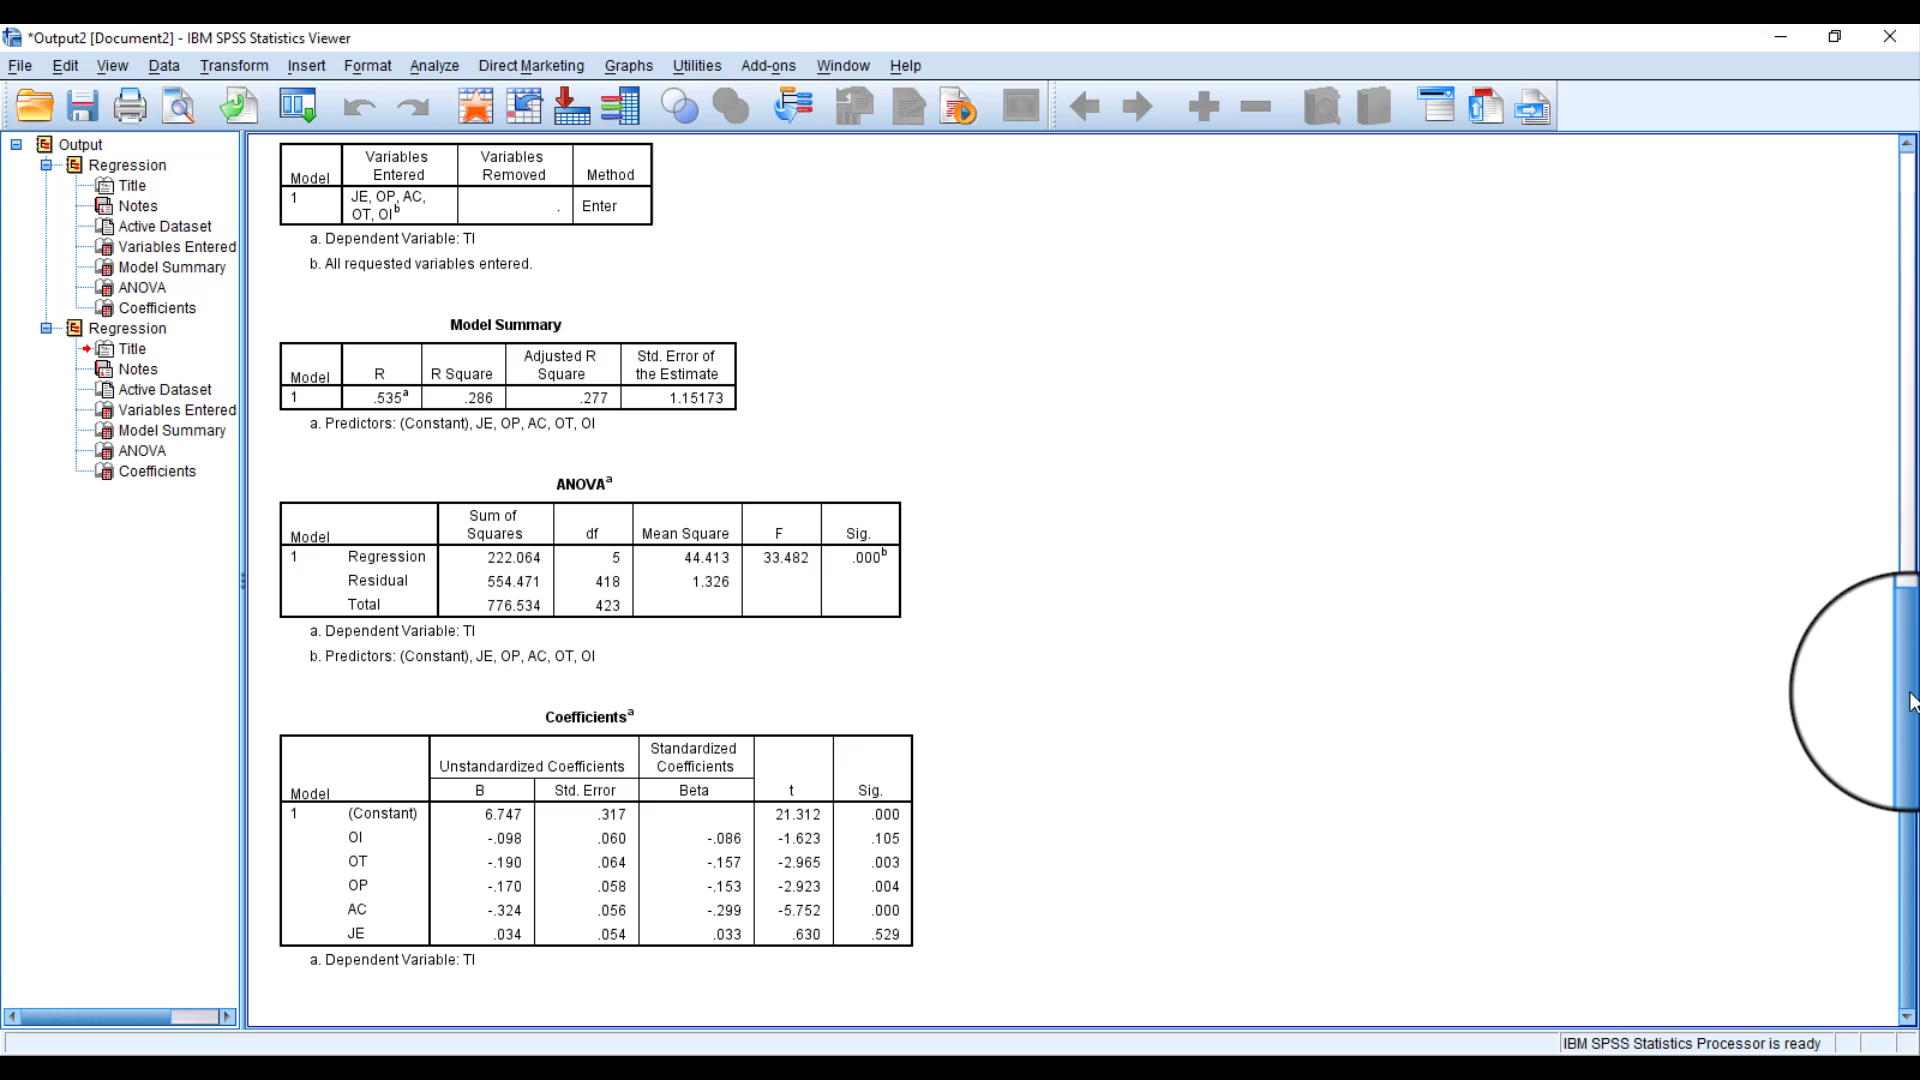 *Output2 [Document2] - IBM SPSS Statistics Viewer
File Edit View Data Transform Insert Format Analyze Direct Marketing Graphs Utilities Add-ons Window Help
Output
Regression
Title
Notes
Active Dataset
Variables Entered
Model Summary
ANOVA
Coefficients
Regression
Title
Notes
Active Dataset
Variables Entered
Model Summary
ANOVA
Coefficients
Model Variables Entered Variables Removed Method
1 JE, OP, AC, OT, OIb . Enter
a. Dependent Variable: TI
b. All requested variables entered.
Model Summary
Model R R Square Adjusted R Square Std. Error of the Estimate
1 .535a .286 .277 1.15173
a. Predictors: (Constant), JE, OP, AC, OT, OI
ANOVAa
Model Sum of Squares df Mean Square F Sig.
1 Regression 222.064 5 44.413 33.482 .000b
Residual 554.471 418 1.326
Total 776.534 423
a. Dependent Variable: TI
b. Predictors: (Constant), JE, OP, AC, OT, OI
Coefficientsa
Model Unstandardized Coefficients Standardized Coefficients t Sig.
B Std. Error Beta
1 (Constant) 6.747 .317 21.312 .000
OI -.098 .060 -.086 -1.623 .105
OT -.190 .064 -.157 -2.965 .003
OP -.170 .058 -.153 -2.923 .004
AC -.324 .056 -.299 -5.752 .000
JE .034 .054 .033 .630 .529
a. Dependent Variable: TI
IBM SPSS Statistics Processor is ready